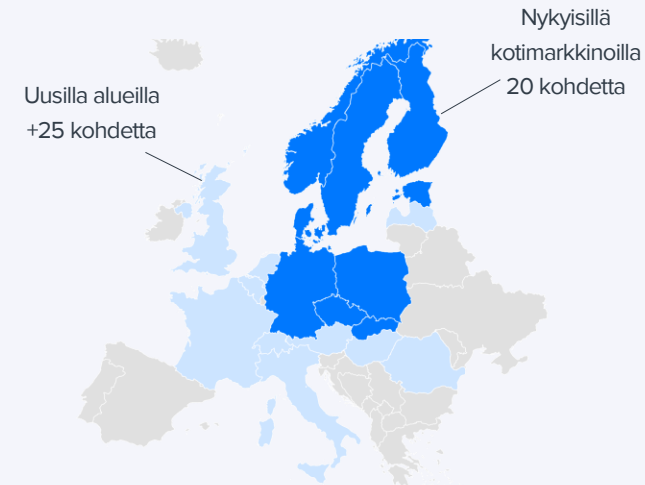 Nykyisillä
kotimarkkinoilla
20 kohdetta
Uusilla alueilla
+25 kohdetta